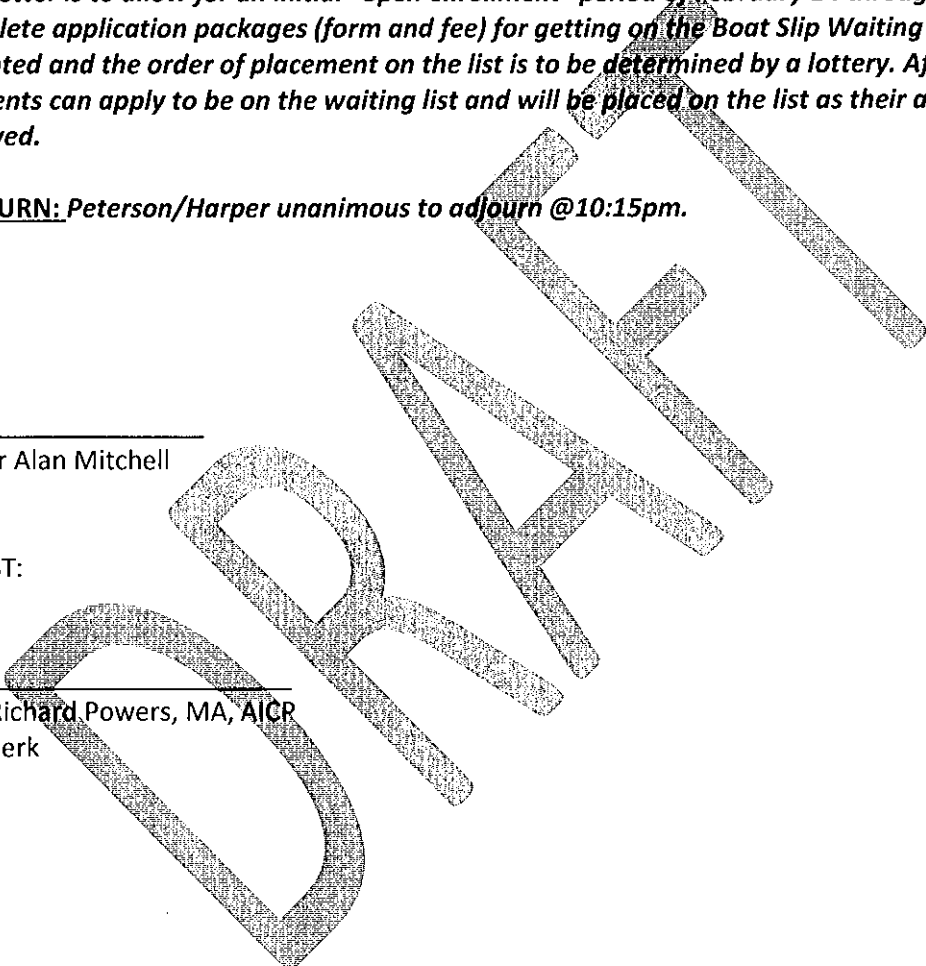 is to allow for an initial "open enrollment" period
lete application packages (form and fee) for getting on the Boat Slip Waiting
ted and the order of placement on the list is to be determined by a lottery. Af
ents can apply to be on the waiting list and will be placed on the list as their a
ved.
URN: Peterson/Harper unanimous to adjourn @10:15pm.
r Alan Mitchell
ST:
Richard Powers, MA, AICP
erk
DRAFT